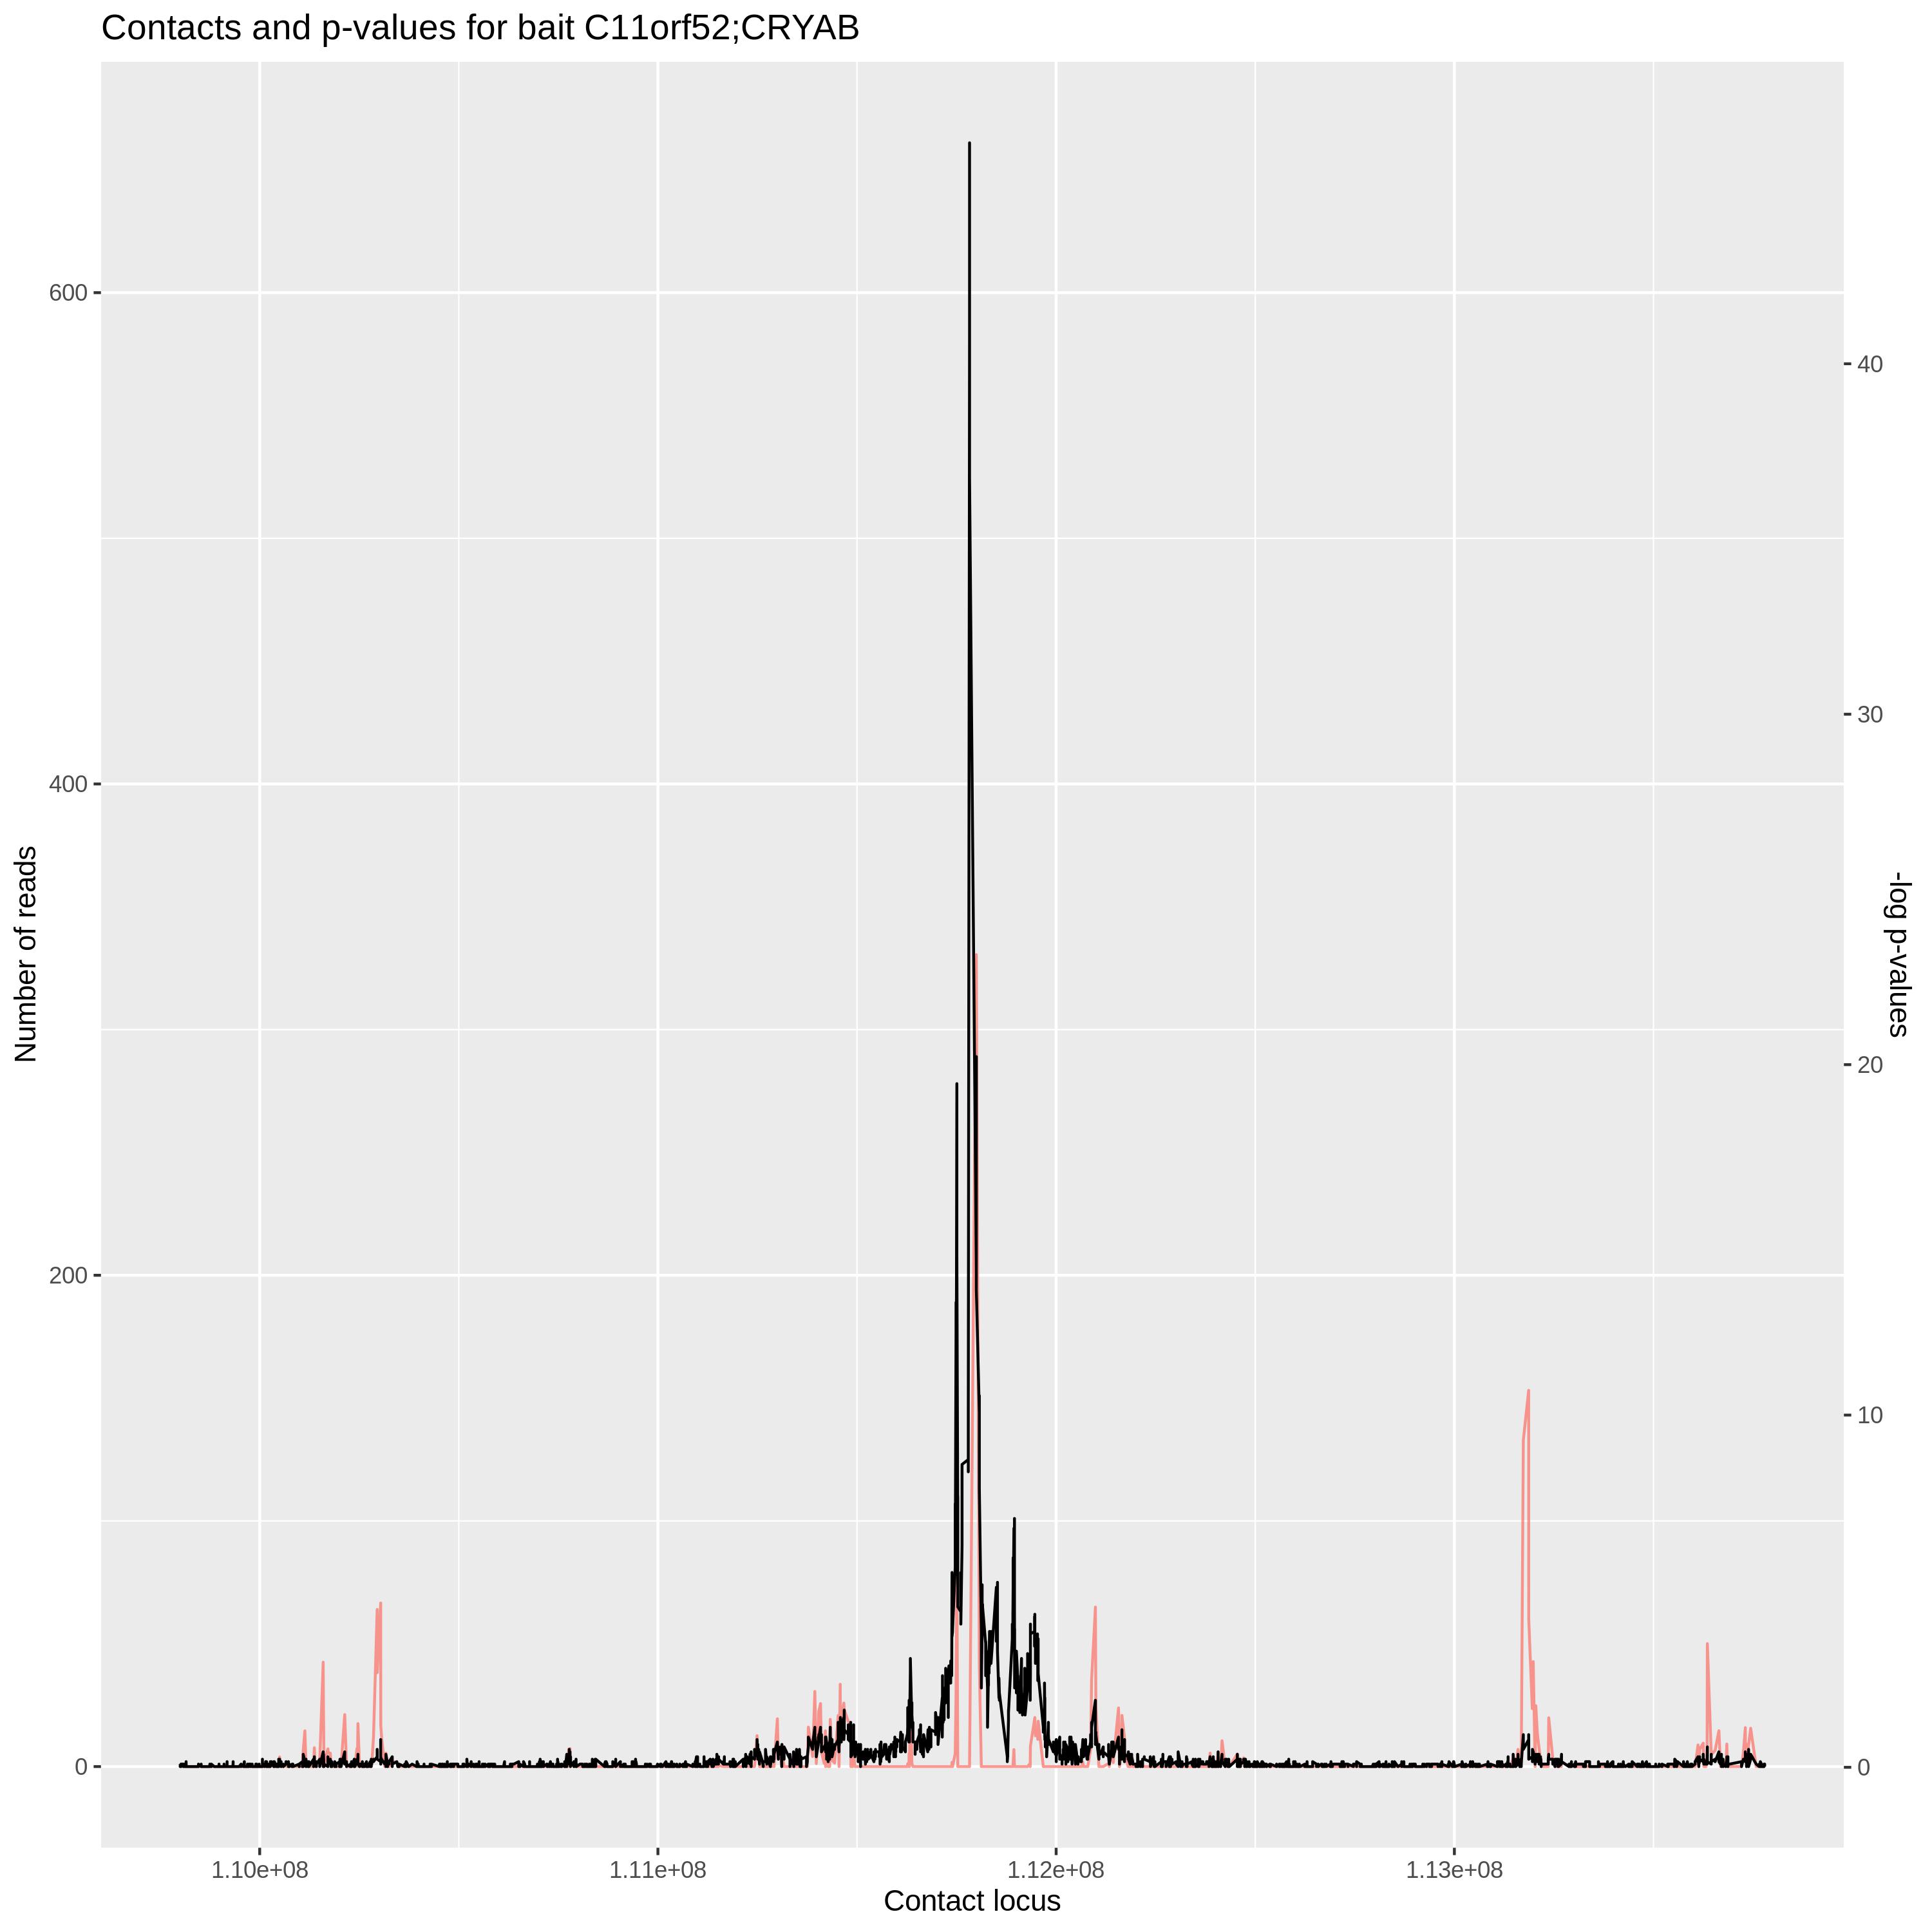 Contacts and p-values for bait C11orf52;CRYAB
Number of reads
600
400
200
0
40
30
20
10
0
-log p-values
1.10e+08 1.11e+08 1.12e+08 1.13e+08
Contact locus